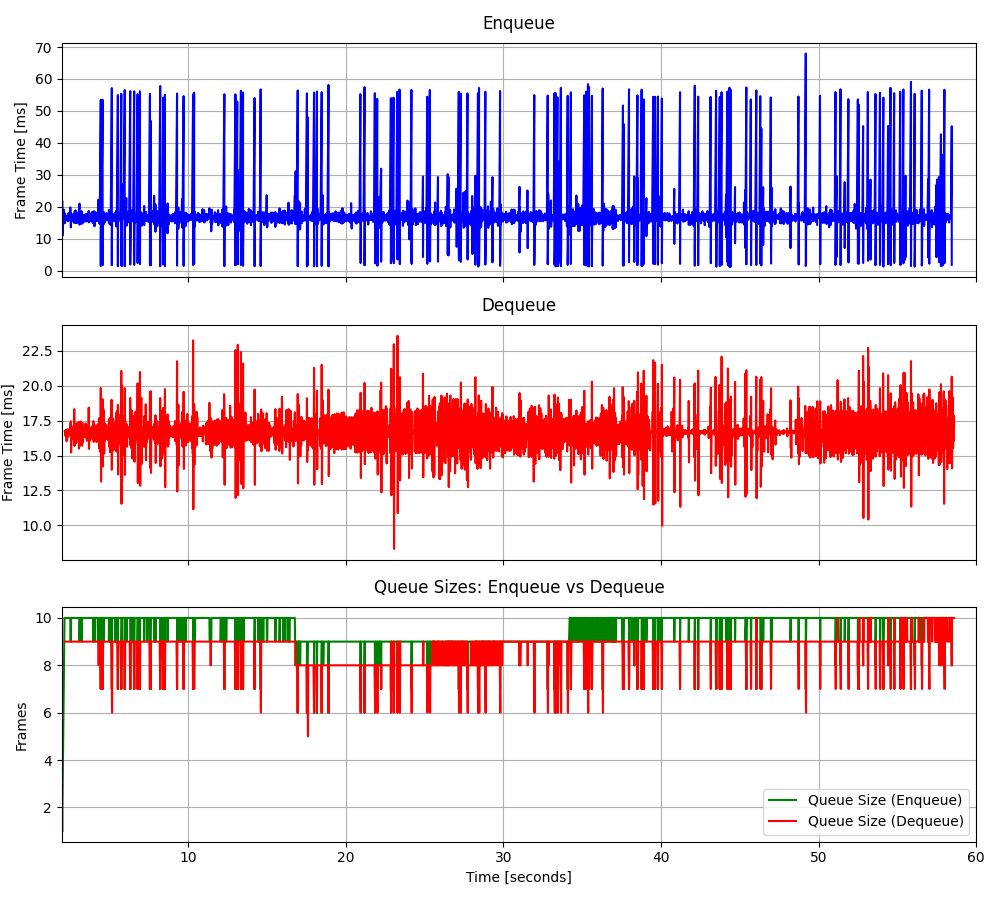 Enqueue
Frame Time [ms]
70
60
50
40
30
20
10
0
Dequeue
Frame Time [ms]
22.5
20.0
17.5
15.0
12.5
10.0
Queue Sizes: Enqueue vs Dequeue
Frames
10
8
6
4
2
Queue Size (Enqueue)
Queue Size (Dequeue)
10 20 30 40 50 60
Time [seconds]